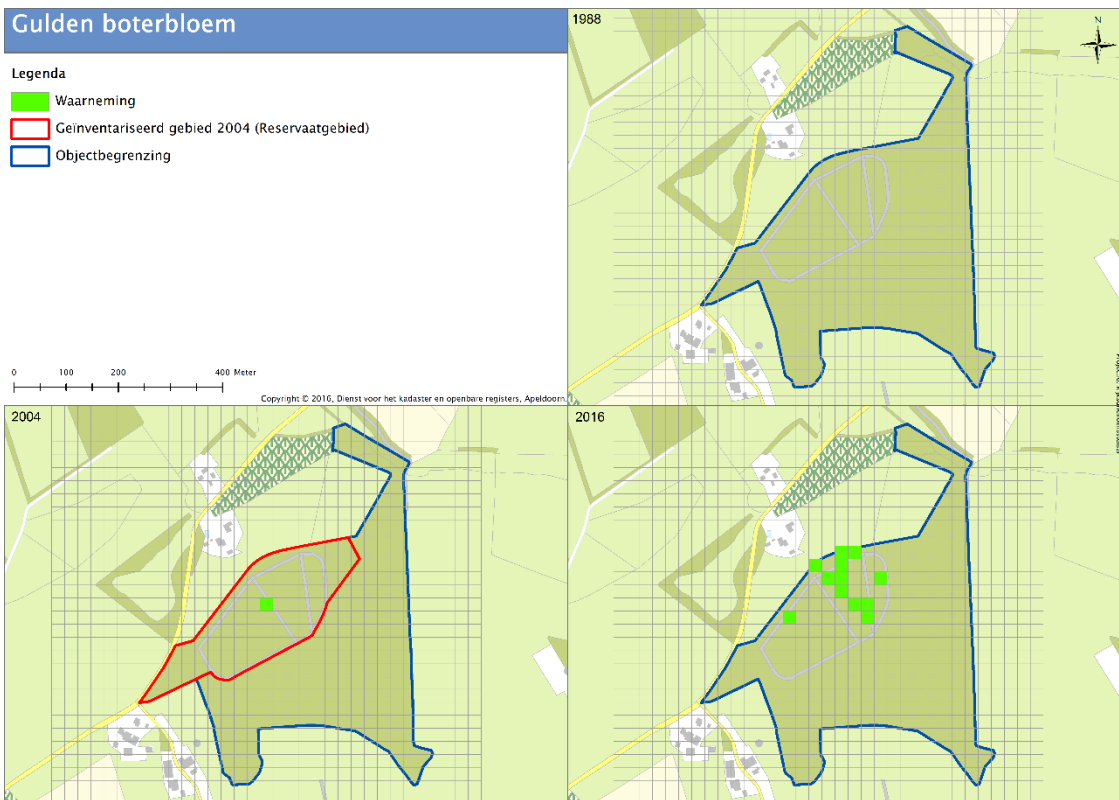 Gulden boterbloem
Legenda
Waarneming
Geïnventariseerd gebied 2004 (Reservaatgebied)
Objectbegrenzing
0 100 200 400 Meter
Copyright © 2016, Dienst voor het kadaster en openbare registers, Apeldoorn.
1988
N
2004
2016